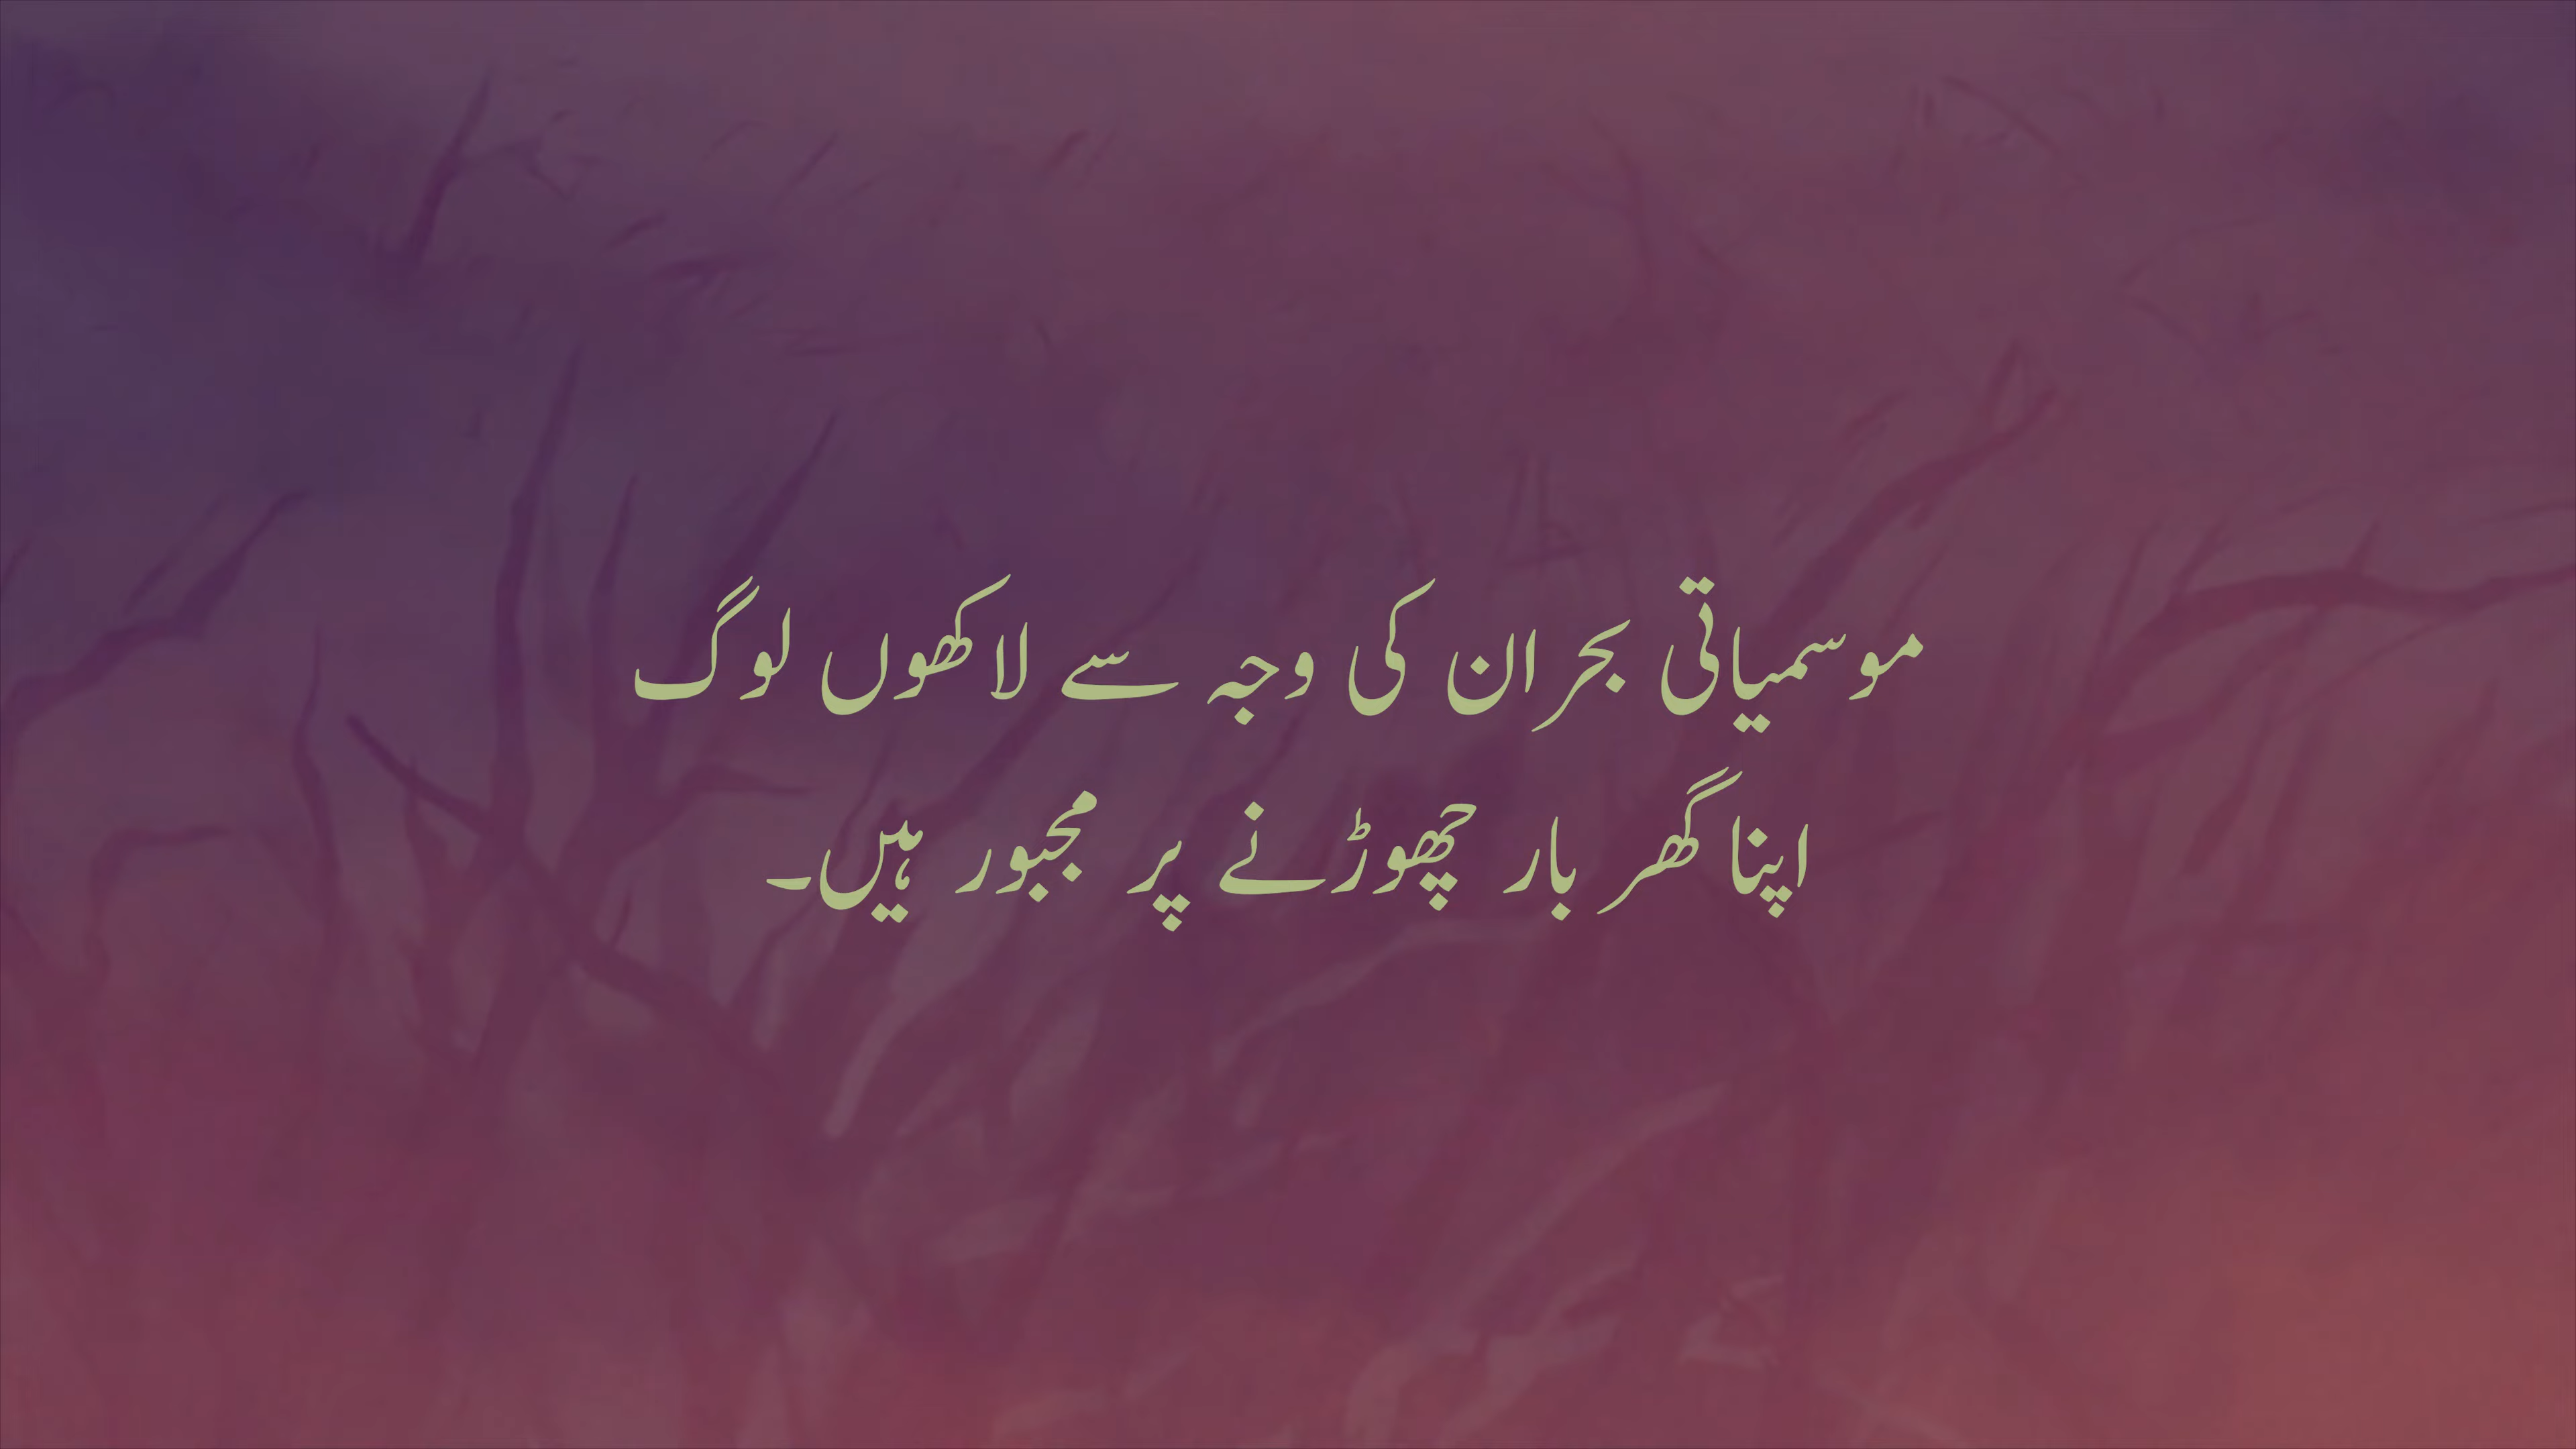 موسمیاتی بحران کی وجہ سے لاکھوں لوگ
اپنا گھر بار چھوڑنے پر مجبور ہیں۔